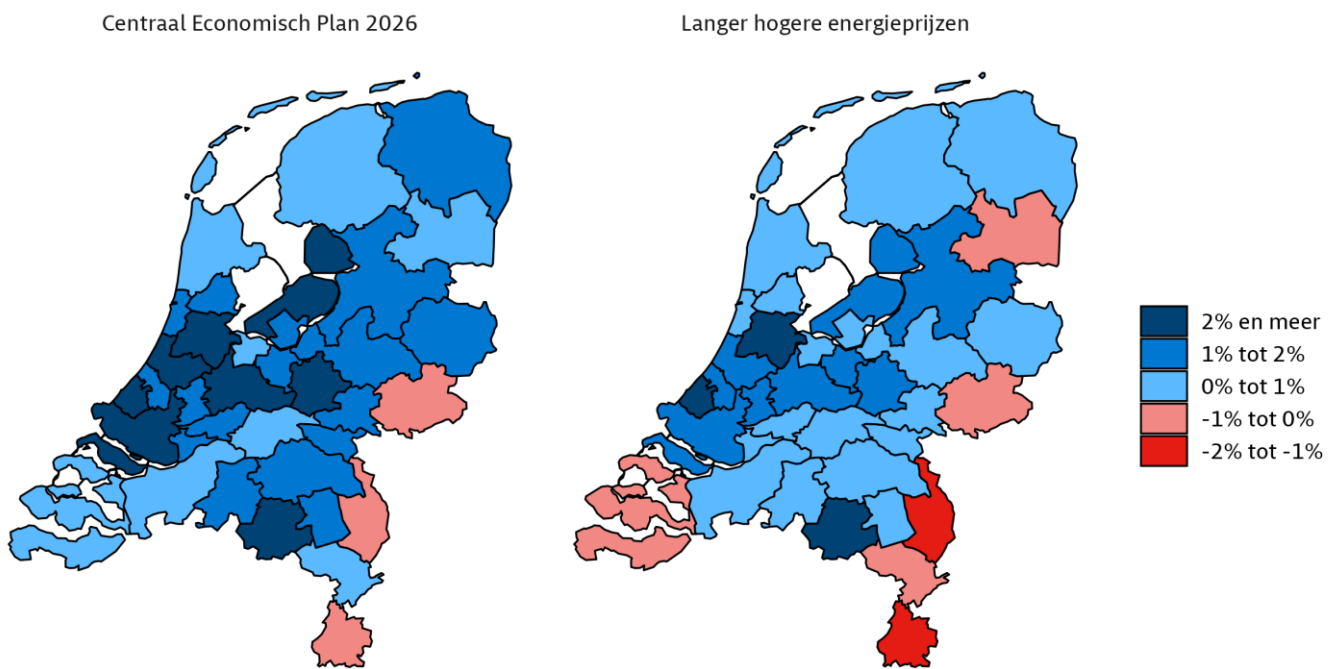 Centraal Economisch Plan 2026
Langer hogere energieprijzen
2% en meer
1% tot 2%
0% tot 1%
-1% tot 0%
-2% tot -1%